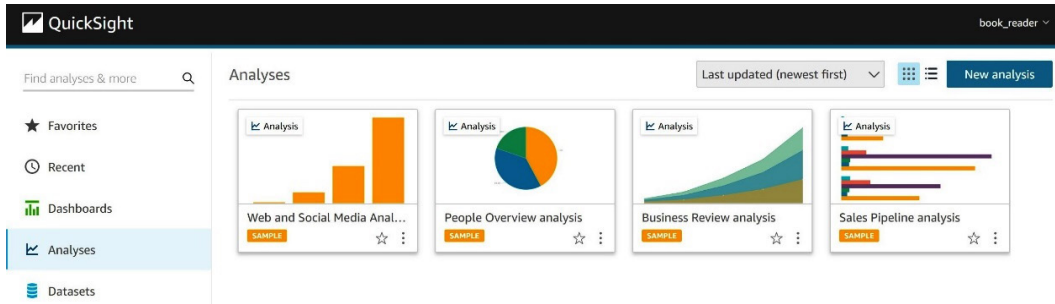 QuickSight
book_reader
Find analyses & more
Favorites
Recent
Dashboards
Analyses
Datasets
Analyses
Last updated (newest first)
New analysis
Analysis
Web and Social Media Anal...
SAMPLE
Analysis
People Overview analysis
SAMPLE
Analysis
Business Review analysis
SAMPLE
Analysis
Sales Pipeline analysis
SAMPLE